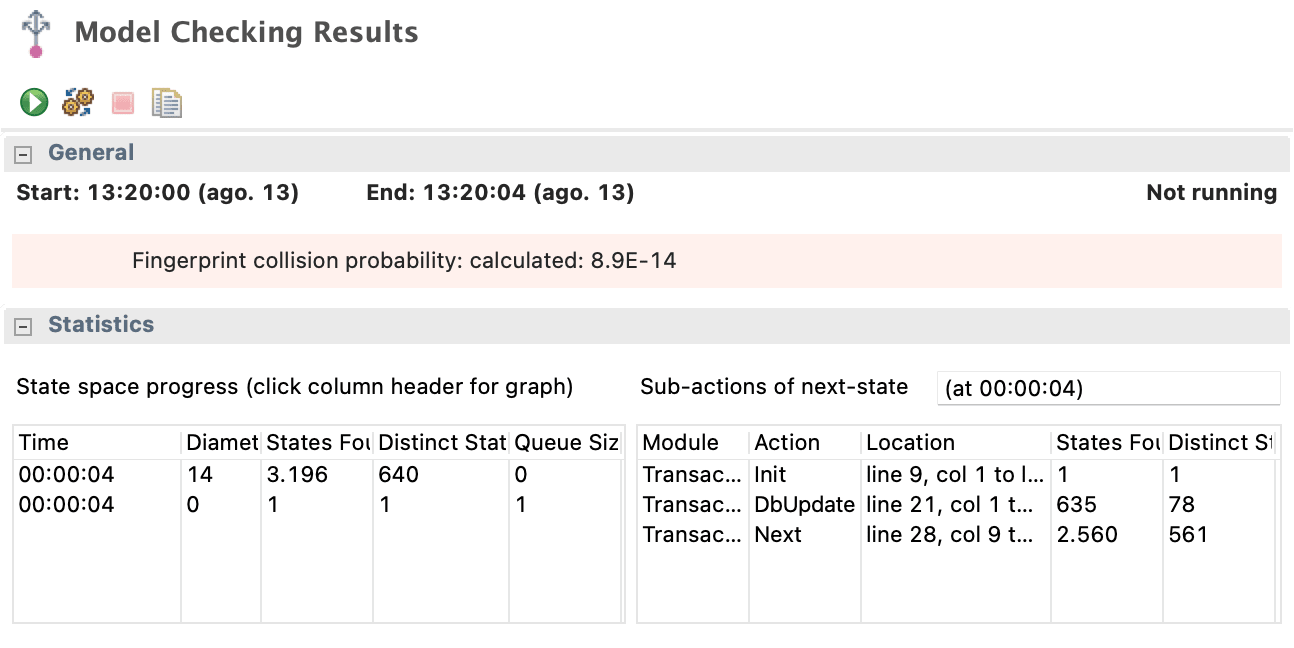 Model Checking Results
General
Start: 13:20:00 (ago. 13) End: 13:20:04 (ago. 13) Not running
Fingerprint collision probability: calculated: 8.9E-14
Statistics
State space progress (click column header for graph) Sub-actions of next-state (at 00:00:04)
Time Diamet States Fou Distinct Stat Queue Siz Module Action Location States Fou Distinct St
00:00:04 14 3.196 640 0 Transac... Init line 9, col 1 to l... 1 1
00:00:04 0 1 1 1 Transac... DbUpdate line 21, col 1 t... 635 78
Transac... Next line 28, col 9 t... 2.560 561